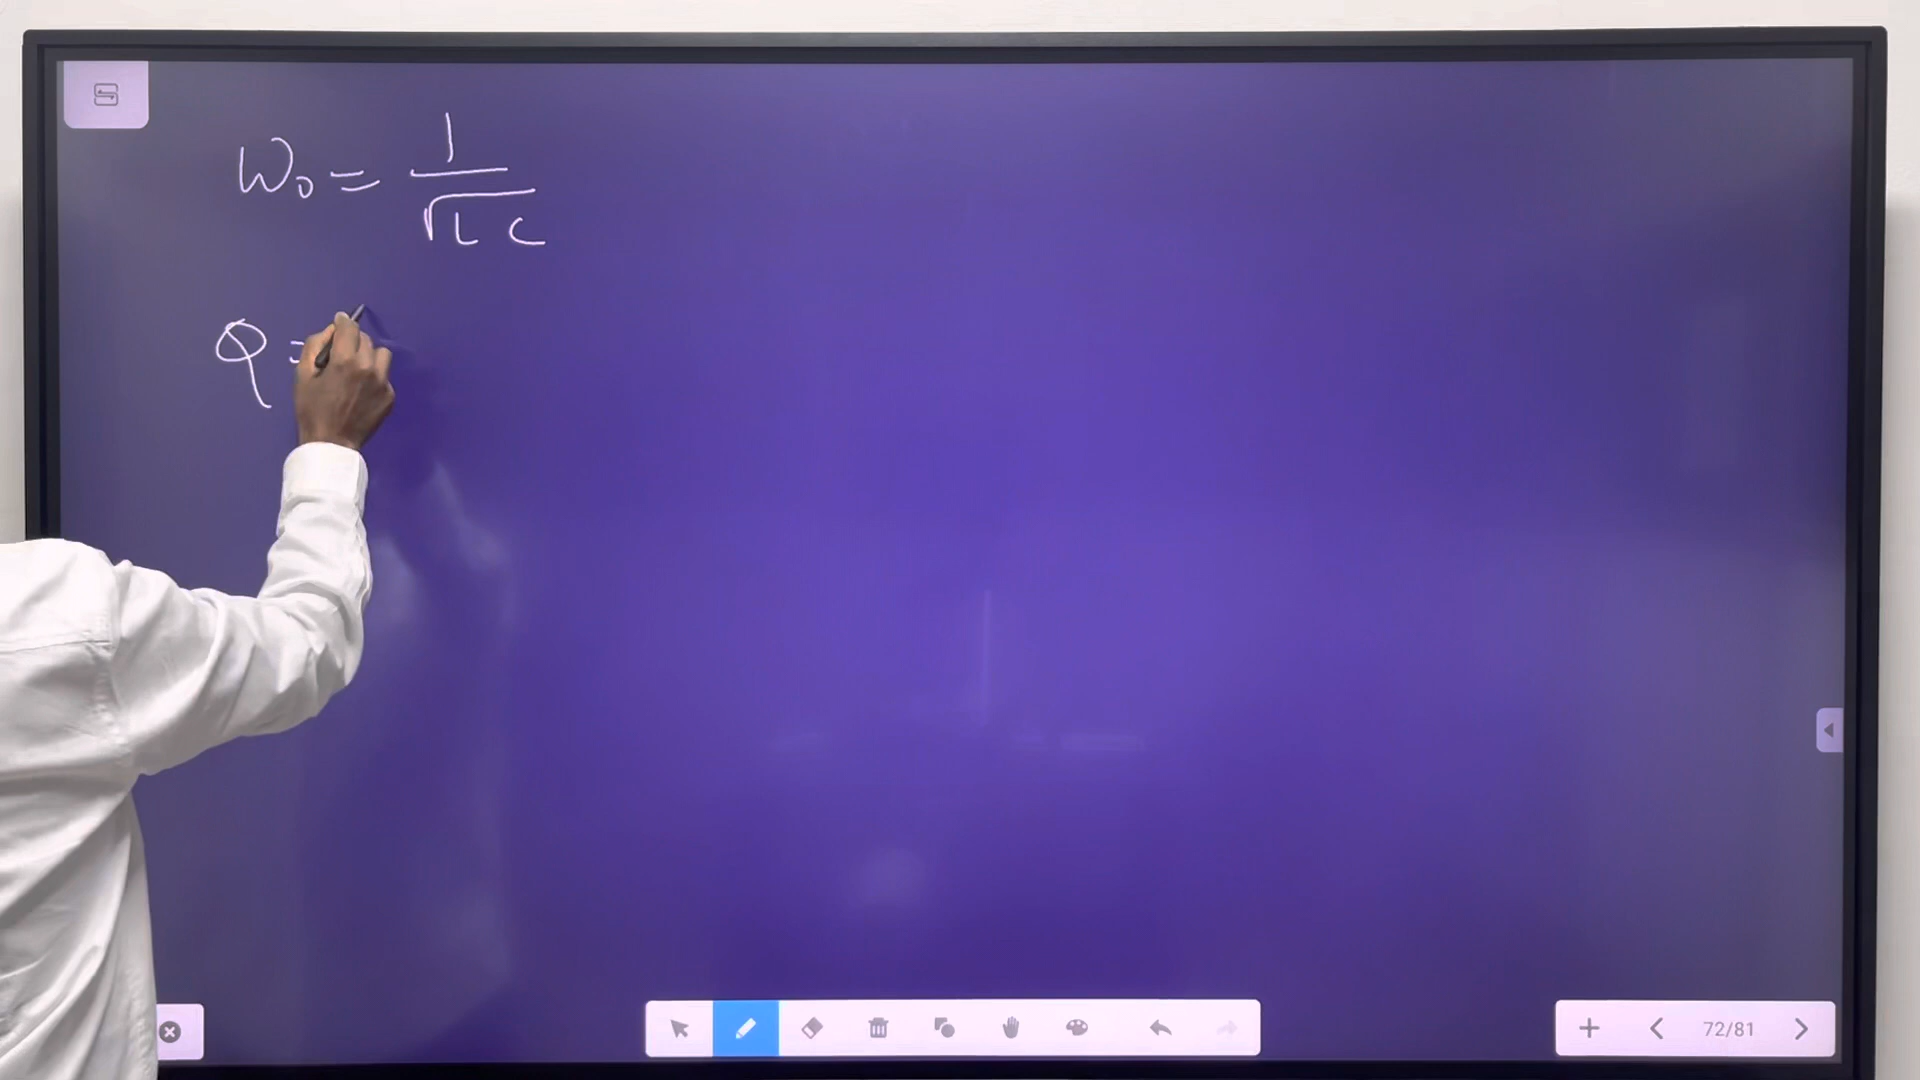 W₀ = 1/√LC
Q =
72/81